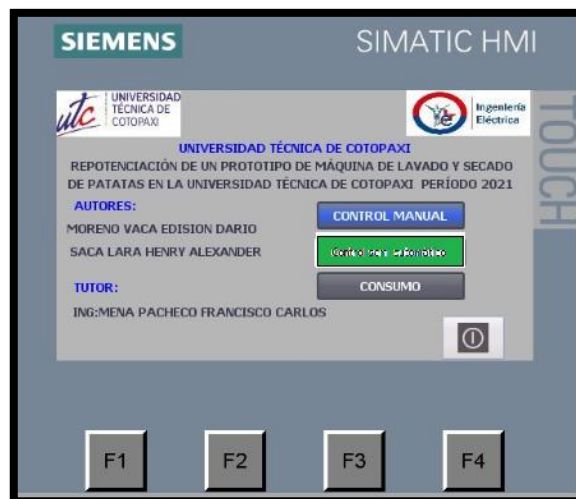 SIEMENS
SIMATIC HMI
TOUCH
utc
UNIVERSIDAD
TÉCNICA DE
COTOPAXI
Ingeniería
Eléctrica
UNIVERSIDAD TÉCNICA DE COTOPAXI
REPOTENCIACIÓN DE UN PROTOTIPO DE MÁQUINA DE LAVADO Y SECADO
DE PATATAS EN LA UNIVERSIDAD TÉCNICA DE COTOPAXI PERÍODO 2021
AUTORES:
MORENO VACA EDISION DARIO
SACA LARA HENRY ALEXANDER
CONTROL MANUAL
Control semi automático
CONSUMO
TUTOR:
ING:MENA PACHECO FRANCISCO CARLOS
F1
F2
F3
F4